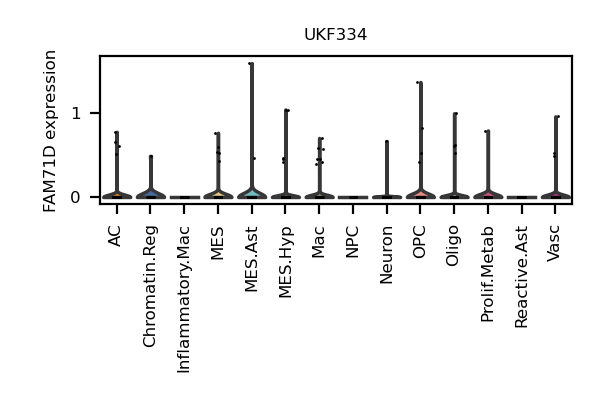 UKF334
FAM71D expression
1
0
AC
Chromatin.Reg
Inflammatory.Mac
MES
MES.Ast
MES.Hyp
Mac
NPC
Neuron
OPC
Oligo
Prolif.Metab
Reactive.Ast
Vasc